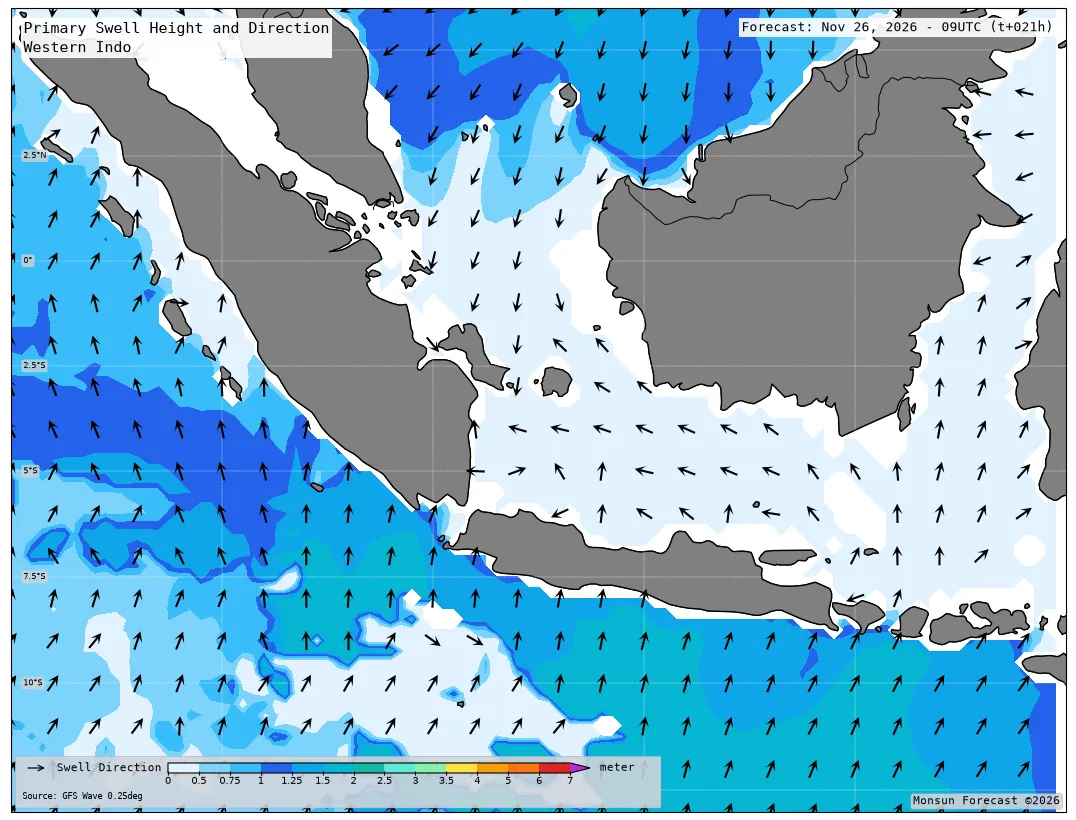 Primary Swell Height and Direction
Western Indo
Forecast: Nov 26, 2026 - 09UTC (t+021h)
2.5°N
0°
2.5°S
5°S
7.5°S
10°S
Swell Direction
0 0.5 0.75 1 1.25 1.5 2 2.5 3 3.5 4 5 6 7
meter
Source: GFS Wave 0.25deg
Monsun Forecast ©2026